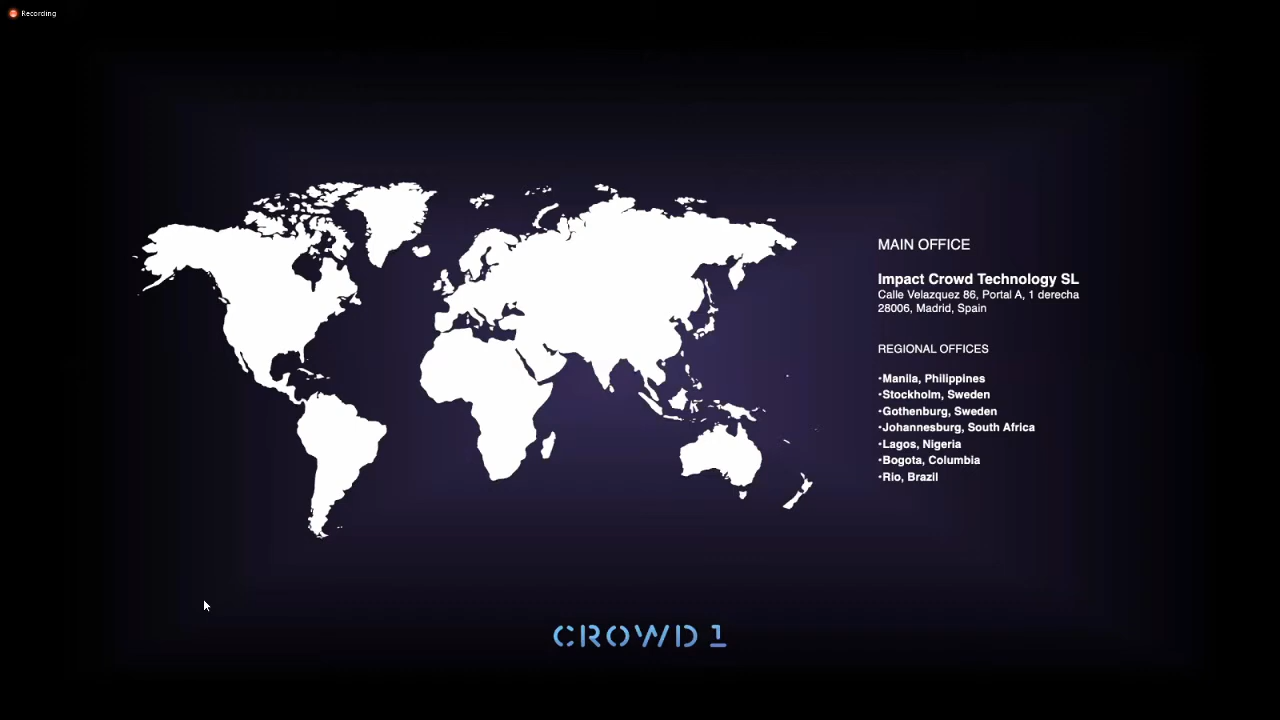 Recording
MAIN OFFICE
Impact Crowd Technology SL
Calle Velazquez 86, Portal A, 1 derecha
28006, Madrid, Spain
REGIONAL OFFICES
•Manila, Philippines
•Stockholm, Sweden
•Gothenburg, Sweden
•Johannesburg, South Africa
•Lagos, Nigeria
•Bogota, Columbia
•Rio, Brazil
CROWD 1